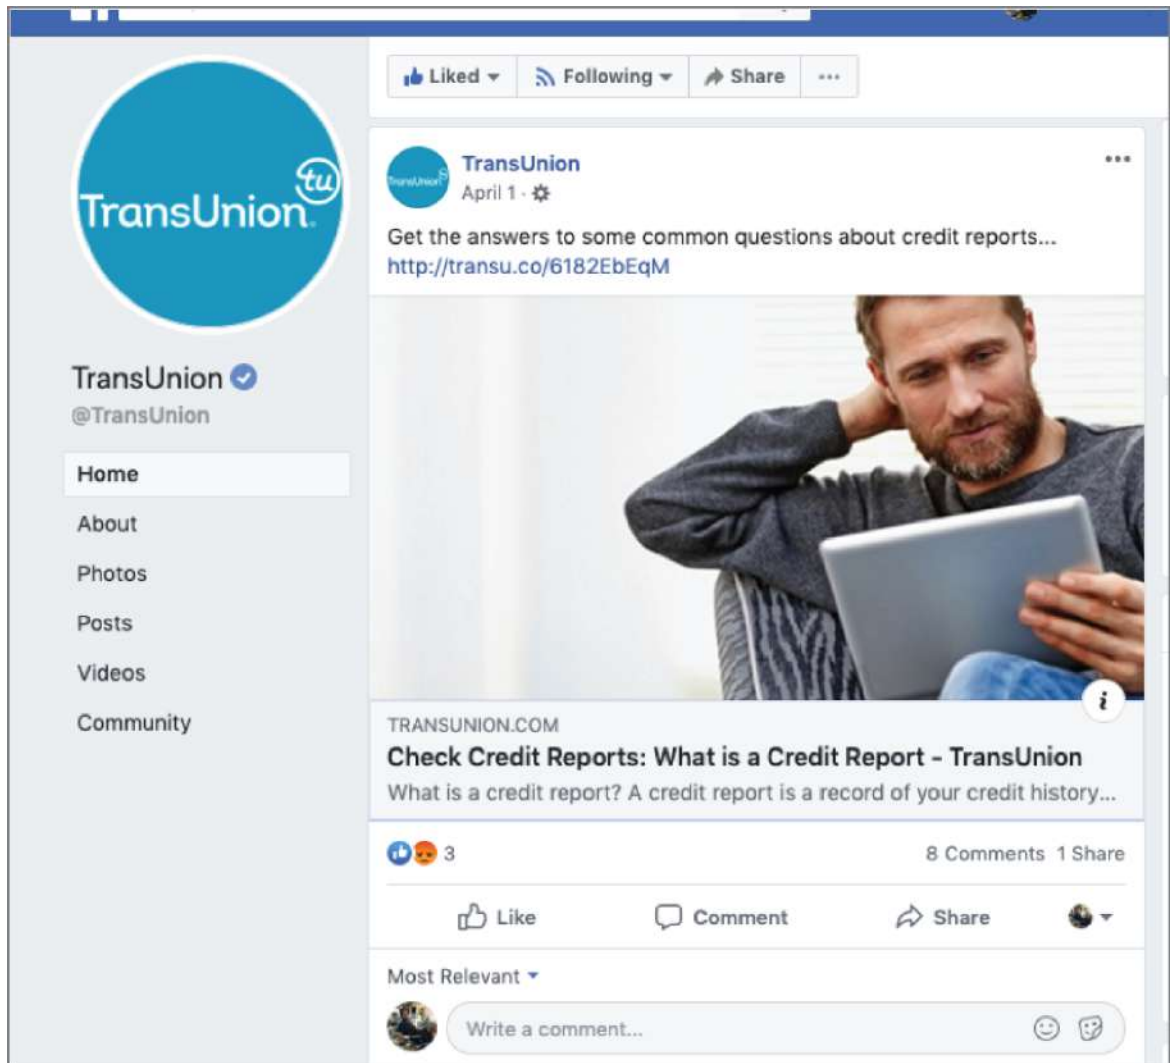 Liked
Following
Share
TransUnion
tu
TransUnion
@TransUnion
Home
About
Photos
Posts
Videos
Community
TransUnion
TransUnion
April 1 ·
Get the answers to some common questions about credit reports...
http://transu.co/6182EbEqM
i
TRANSUNION.COM
Check Credit Reports: What is a Credit Report - TransUnion
What is a credit report? A credit report is a record of your credit history...
3
8 Comments 1 Share
Like Comment Share
Most Relevant
Write a comment...